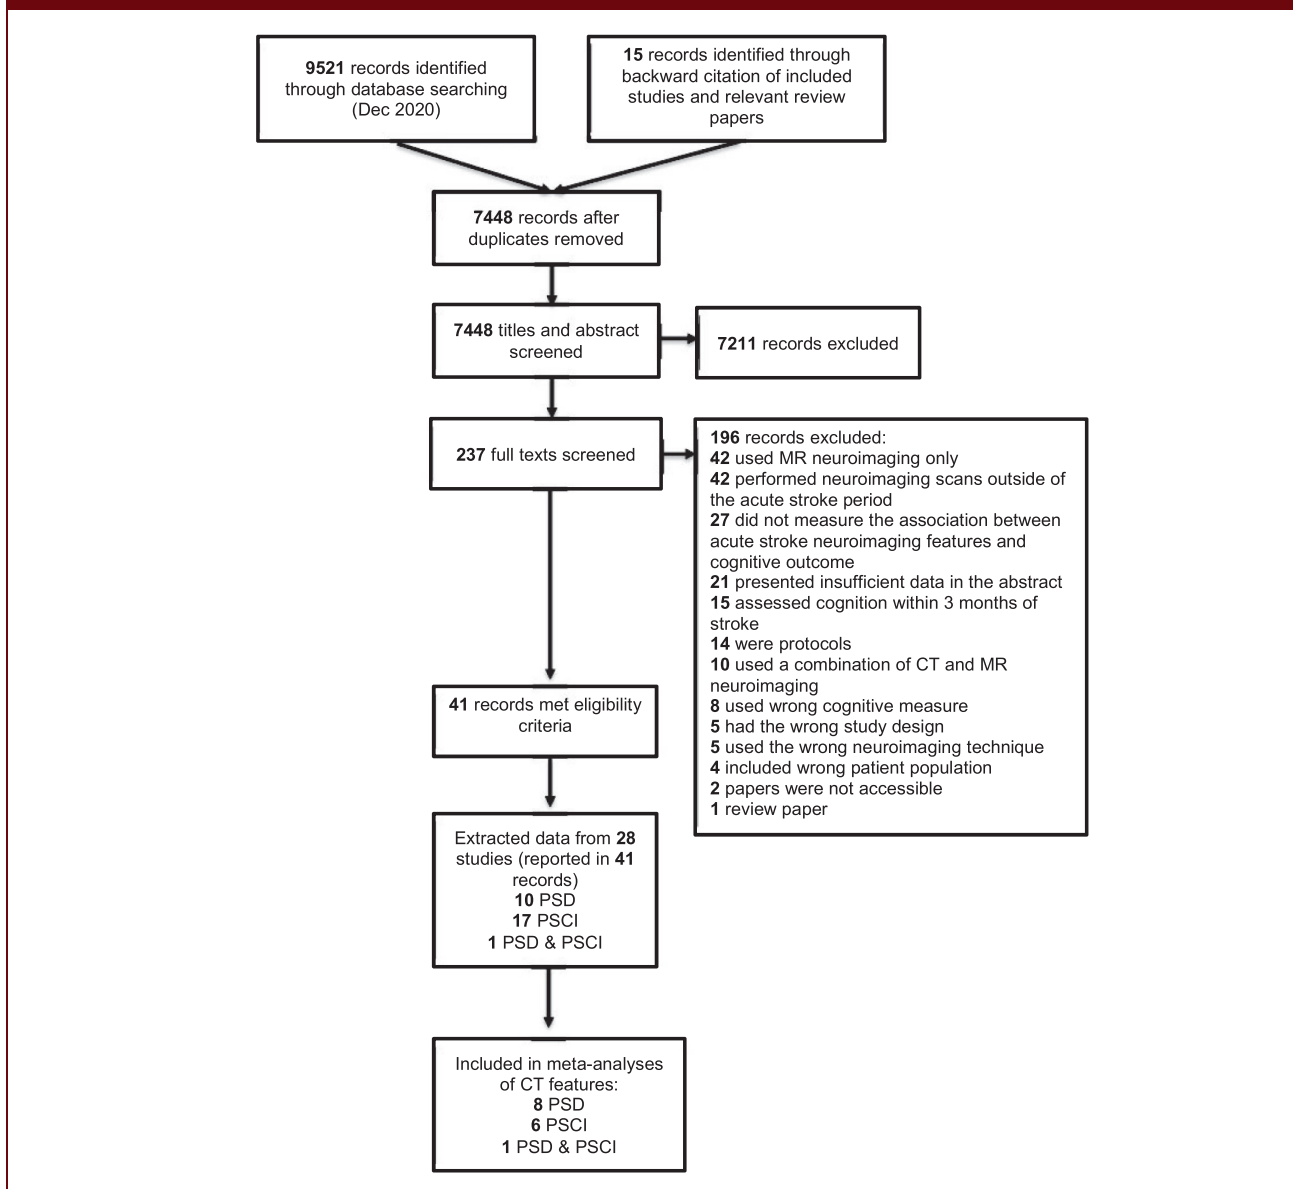 9521 records identified
through database searching
(Dec 2020)
15 records identified through
backward citation of included
studies and relevant review
papers
7448 records after
duplicates removed
7448 titles and abstract
screened
7211 records excluded
237 full texts screened
196 records excluded:
42 used MR neuroimaging only
42 performed neuroimaging scans outside of
the acute stroke period
27 did not measure the association between
acute stroke neuroimaging features and
cognitive outcome
21 presented insufficient data in the abstract
15 assessed cognition within 3 months of
stroke
14 were protocols
10 used a combination of CT and MR
neuroimaging
8 used wrong cognitive measure
5 had the wrong study design
5 used the wrong neuroimaging technique
4 included wrong patient population
2 papers were not accessible
1 review paper
41 records met eligibility
criteria
Extracted data from 28
studies (reported in 41
records)
10 PSD
17 PSCI
1 PSD & PSCI
Included in meta-analyses
of CT features:
8 PSD
6 PSCI
1 PSD & PSCI